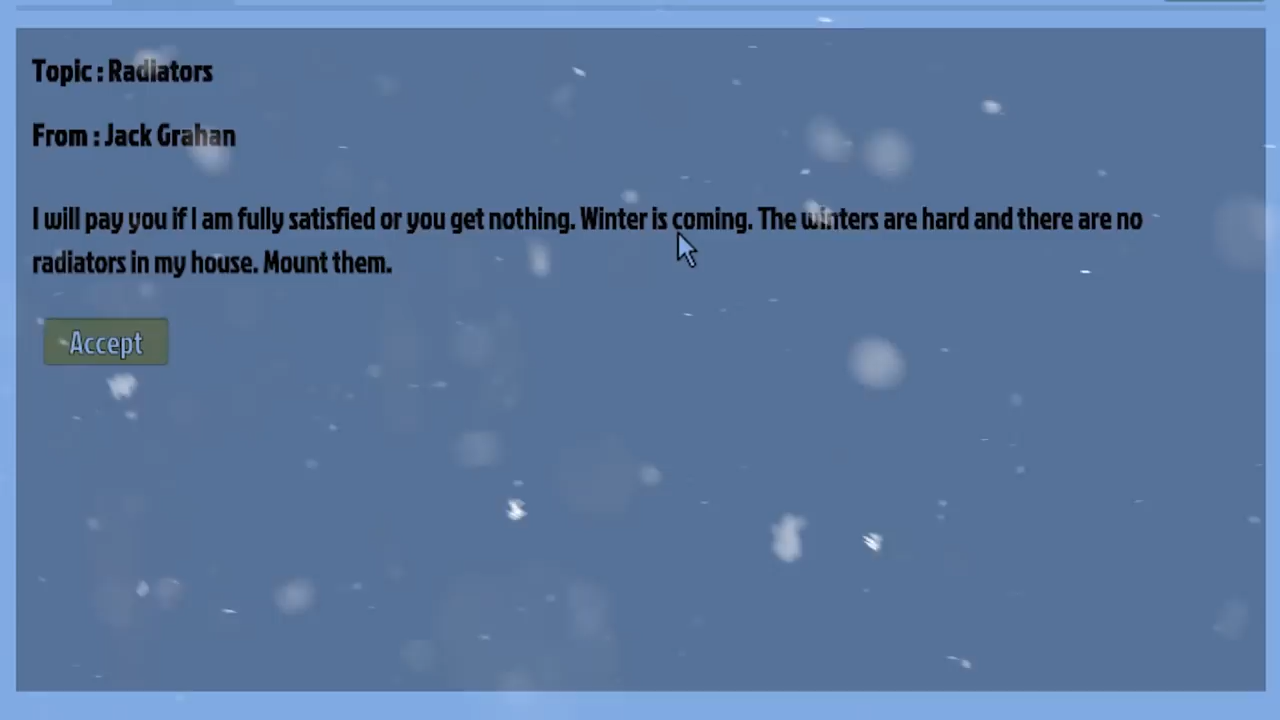 Topic : Radiators
From : Jack Grahan
I will pay you if I am fully satisfied or you get nothing. Winter is coming. The winters are hard and there are no
radiators in my house. Mount them.
Accept